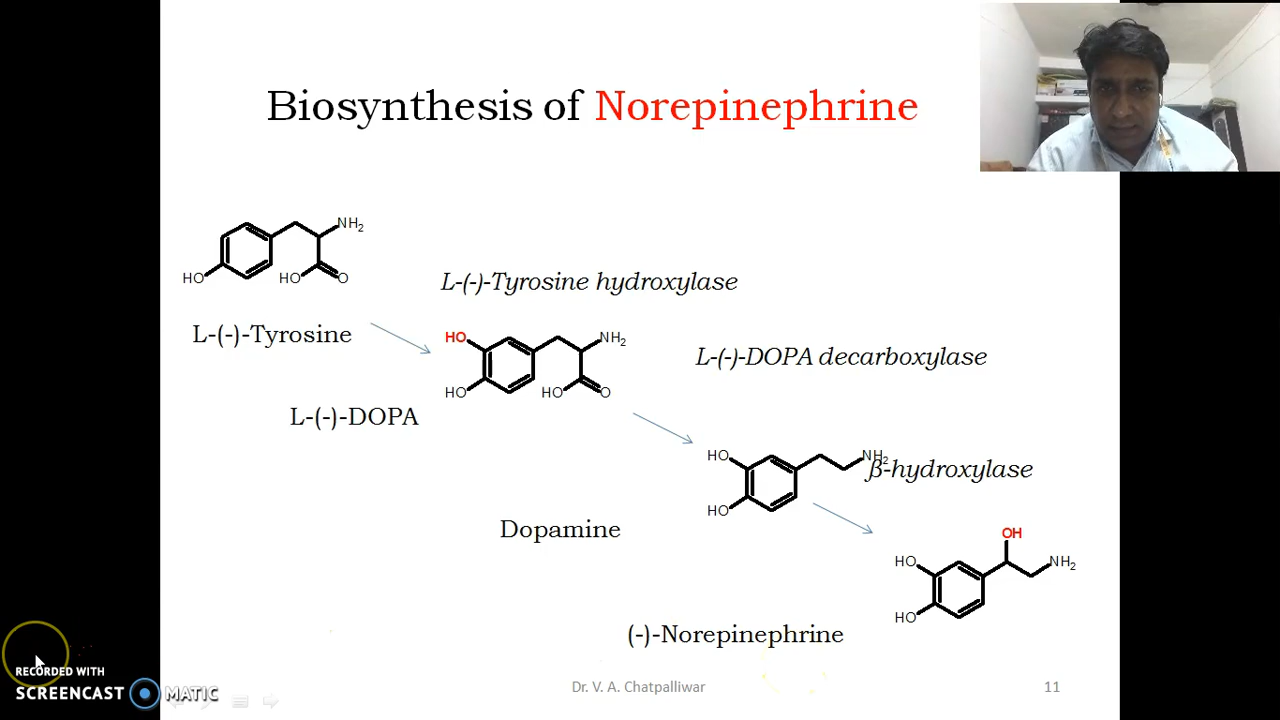 Biosynthesis of Norepinephrine
NH2
HO
HO
O
L-(-)-Tyrosine hydroxylase
L-(-)-Tyrosine
HO
NH2
HO
HO
O
L-(-)-DOPA decarboxylase
L-(-)-DOPA
HO
NH2
HO
β-hydroxylase
Dopamine
OH
HO
NH2
HO
(-)-Norepinephrine
RECORDED WITH
SCREENCAST MATIC
Dr. V. A. Chatpalliwar
11